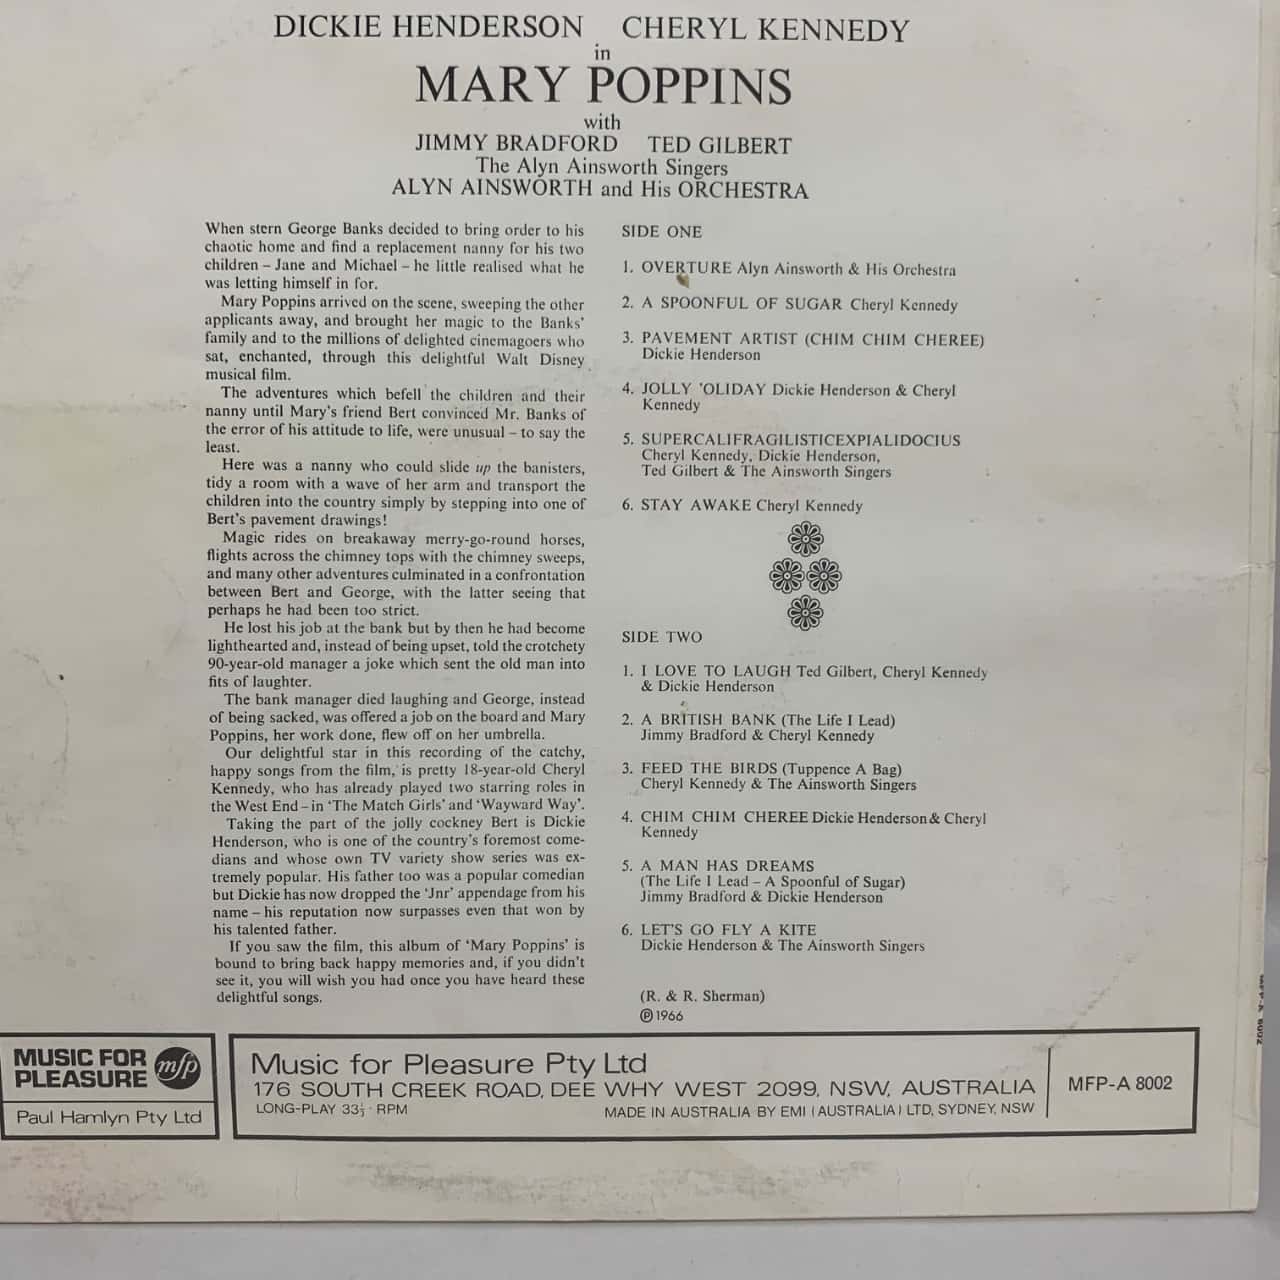 DICKIE HENDERSON CHERYL KENNEDY
in
MARY POPPINS
with
JIMMY BRADFORD TED GILBERT
The Alyn Ainsworth Singers
ALYN AINSWORTH and His ORCHESTRA
When stern George Banks decided to bring order to his
chaotic home and find a replacement nanny for his two
children – Jane and Michael – he little realised what he
was letting himself in for.
Mary Poppins arrived on the scene, sweeping the other
applicants away, and brought her magic to the Banks'
family and to the millions of delighted cinemagoers who
sat, enchanted, through this delightful Walt Disney
musical film.
The adventures which befell the children and their
nanny until Mary's friend Bert convinced Mr. Banks of
the error of his attitude to life, were unusual – to say the
least.
Here was a nanny who could slide up the banisters,
tidy a room with a wave of her arm and transport the
children into the country simply by stepping into one of
Bert's pavement drawings!
Magic rides on breakaway merry-go-round horses,
flights across the chimney tops with the chimney sweeps,
and many other adventures culminated in a confrontation
between Bert and George, with the latter seeing that
perhaps he had been too strict.
He lost his job at the bank but by then he had become
lighthearted and, instead of being upset, told the crotchety
90-year-old manager a joke which sent the old man into
fits of laughter.
The bank manager died laughing and George, instead
of being sacked, was offered a job on the board and Mary
Poppins, her work done, flew off on her umbrella.
Our delightful star in this recording of the catchy,
happy songs from the film, is pretty 18-year-old Cheryl
Kennedy, who has already played two starring roles in
the West End – in 'The Match Girls' and 'Wayward Way'.
Taking the part of the jolly cockney Bert is Dickie
Henderson, who is one of the country's foremost come-
dians and whose own TV variety show series was ex-
tremely popular. His father too was a popular comedian
but Dickie has now dropped the 'Jnr' appendage from his
name – his reputation now surpasses even that won by
his talented father.
If you saw the film, this album of 'Mary Poppins' is
bound to bring back happy memories and, if you didn't
see it, you will wish you had once you have heard these
delightful songs.
SIDE ONE
1. OVERTURE Alyn Ainsworth & His Orchestra
2. A SPOONFUL OF SUGAR Cheryl Kennedy
3. PAVEMENT ARTIST (CHIM CHIM CHEREE)
Dickie Henderson
4. JOLLY 'OLIDAY Dickie Henderson & Cheryl
Kennedy
5. SUPERCALIFRAGILISTICEXPIALIDOCIUS
Cheryl Kennedy, Dickie Henderson,
Ted Gilbert & The Ainsworth Singers
6. STAY AWAKE Cheryl Kennedy
SIDE TWO
1. I LOVE TO LAUGH Ted Gilbert, Cheryl Kennedy
& Dickie Henderson
2. A BRITISH BANK (The Life I Lead)
Jimmy Bradford & Cheryl Kennedy
3. FEED THE BIRDS (Tuppence A Bag)
Cheryl Kennedy & The Ainsworth Singers
4. CHIM CHIM CHEREE Dickie Henderson & Cheryl
Kennedy
5. A MAN HAS DREAMS
(The Life I Lead – A Spoonful of Sugar)
Jimmy Bradford & Dickie Henderson
6. LET'S GO FLY A KITE
Dickie Henderson & The Ainsworth Singers
(R. & R. Sherman)
℗ 1966
MUSIC FOR
PLEASURE mfp
Paul Hamlyn Pty Ltd
Music for Pleasure Pty Ltd
176 SOUTH CREEK ROAD, DEE WHY WEST 2099, NSW, AUSTRALIA
LONG-PLAY 33⅓ · RPM MADE IN AUSTRALIA BY EMI (AUSTRALIA) LTD, SYDNEY, NSW
MFP-A 8002